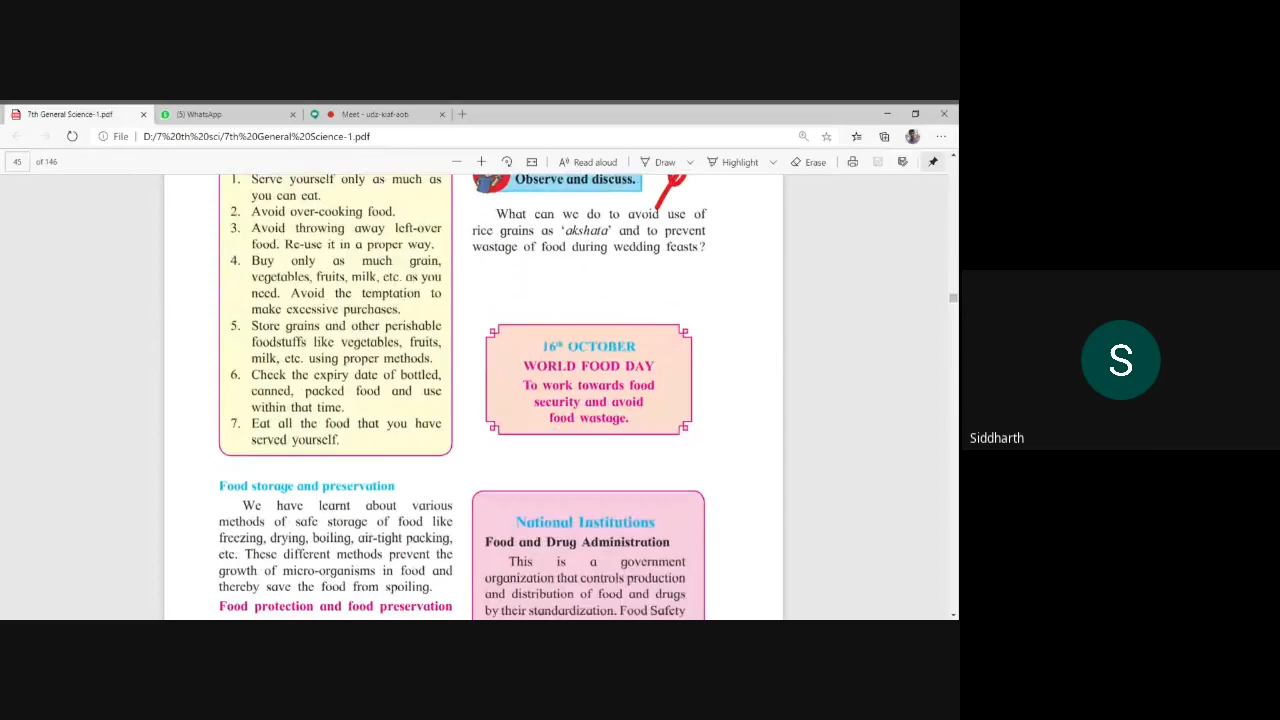 7th General Science-1.pdf
(5) WhatsApp
Meet - udz-kiaf-aob
File
D:/7%20th%20sci/7th%20General%20Science-1.pdf
45 of 146
Read aloud
Draw
Highlight
Erase
1. Serve yourself only as much as
you can eat.
2. Avoid over-cooking food.
3. Avoid throwing away left-over
food. Re-use it in a proper way.
4. Buy only as much grain,
vegetables, fruits, milk, etc. as you
need. Avoid the temptation to
make excessive purchases.
5. Store grains and other perishable
foodstuffs like vegetables, fruits,
milk, etc. using proper methods.
6. Check the expiry date of bottled,
canned, packed food and use
within that time.
7. Eat all the food that you have
served yourself.
Food storage and preservation
We have learnt about various
methods of safe storage of food like
freezing, drying, boiling, air-tight packing,
etc. These different methods prevent the
growth of micro-organisms in food and
thereby save the food from spoiling.
Food protection and food preservation
Observe and discuss.
What can we do to avoid use of
rice grains as ‘akshata’ and to prevent
wastage of food during wedding feasts?
16th OCTOBER
WORLD FOOD DAY
To work towards food
security and avoid
food wastage.
National Institutions
Food and Drug Administration
This is a government
organization that controls production
and distribution of food and drugs
by their standardization. Food Safety
S
Siddharth